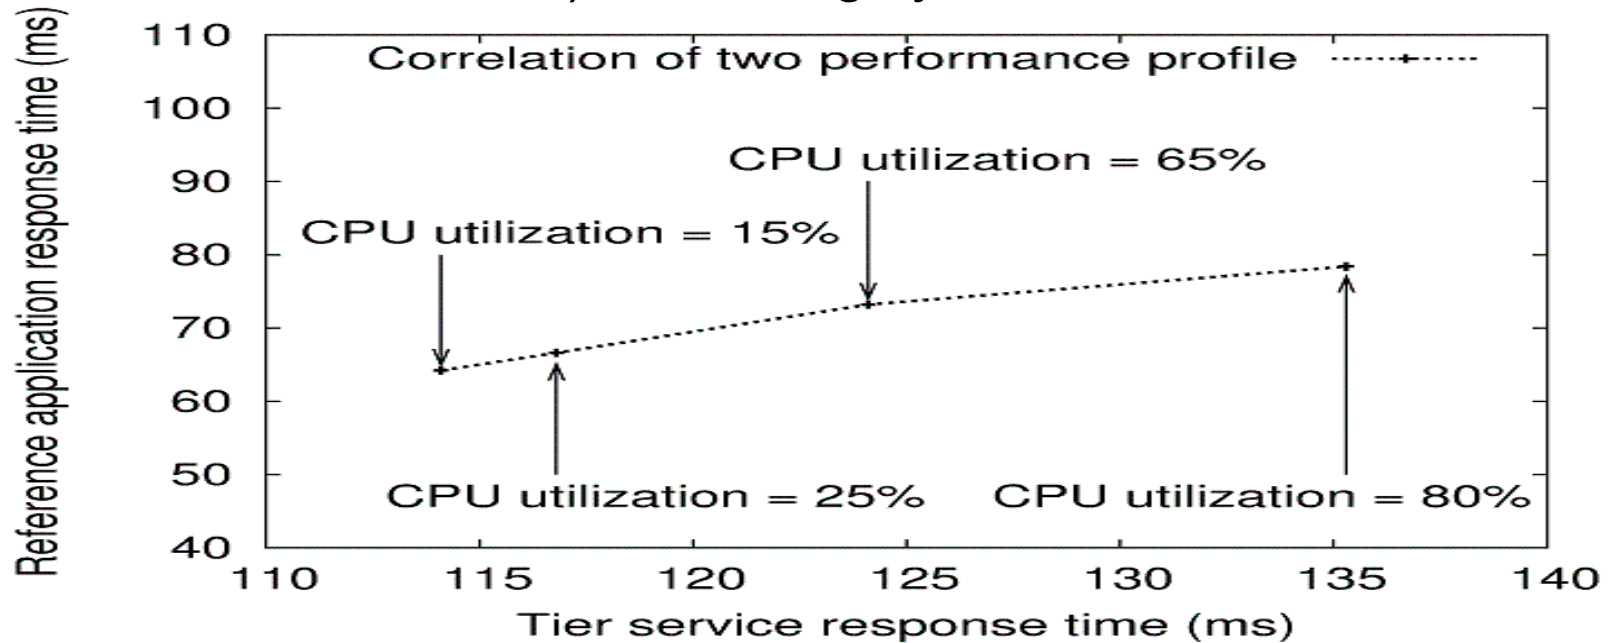 Reference application response time (ms)
110
100
90
80
70
60
50
40
Correlation of two performance profile
CPU utilization = 65%
CPU utilization = 15%
CPU utilization = 25%
CPU utilization = 80%
110 115 120 125 130 135 140
Tier service response time (ms)